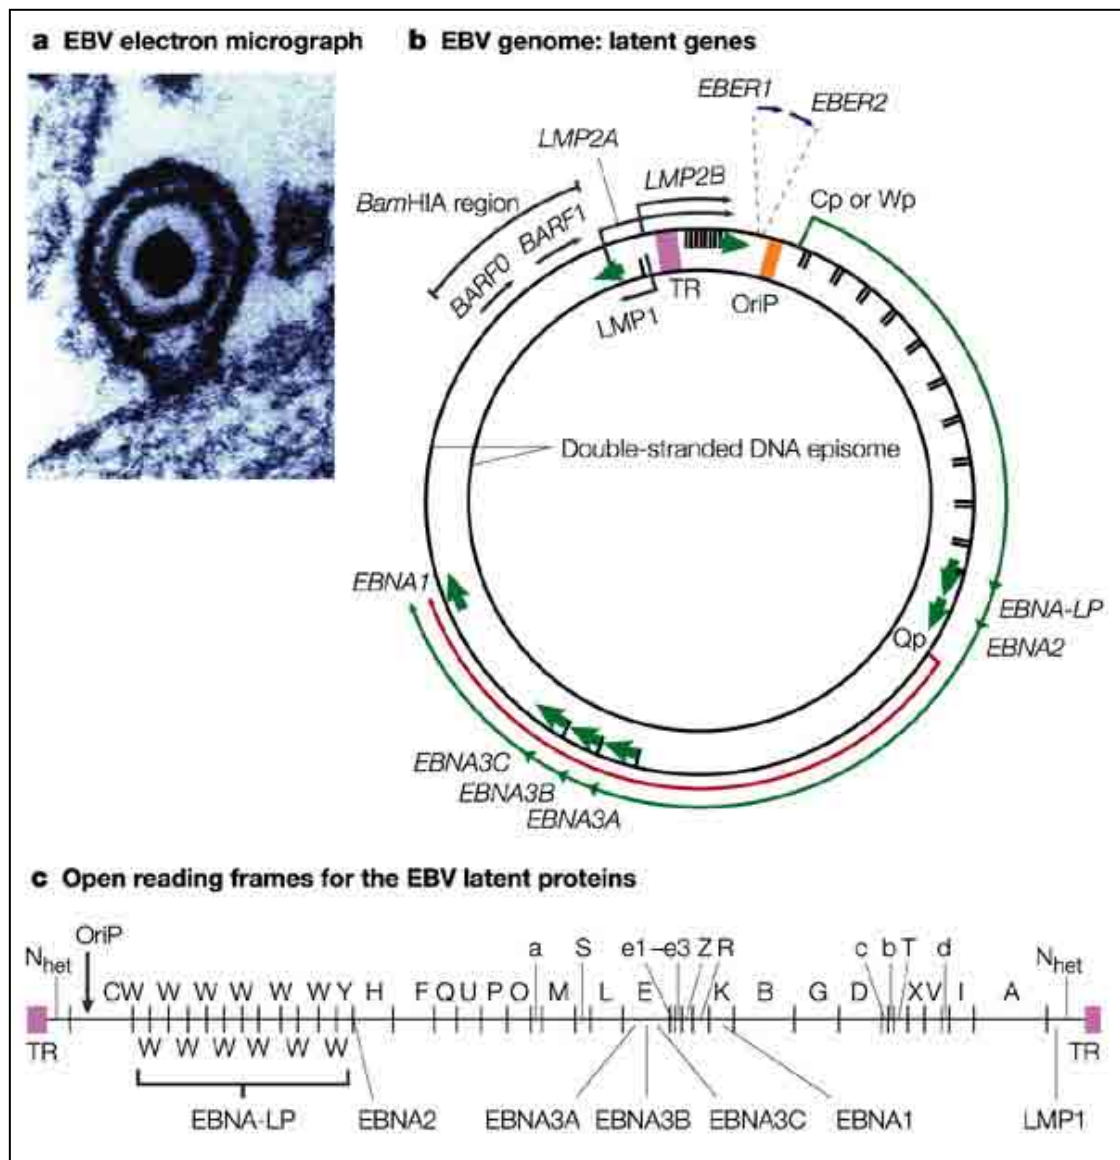 a EBV electron micrograph
b EBV genome: latent genes
EBER1
EBER2
LMP2A
LMP2B
BamHIA region
Cp or Wp
BARF0
BARF1
TR
OriP
LMP1
Double-stranded DNA episome
EBNA1
EBNA-LP
Qp
EBNA2
EBNA3C
EBNA3B
EBNA3A
c Open reading frames for the EBV latent proteins
OriP
Nhet
a S e1–e3 Z R c b T d
Nhet
C W W W W W W Y H F Q U P O M L E K B G D X V I A
TR
W W W W W W
TR
EBNA-LP EBNA2 EBNA3A EBNA3B EBNA3C EBNA1 LMP1